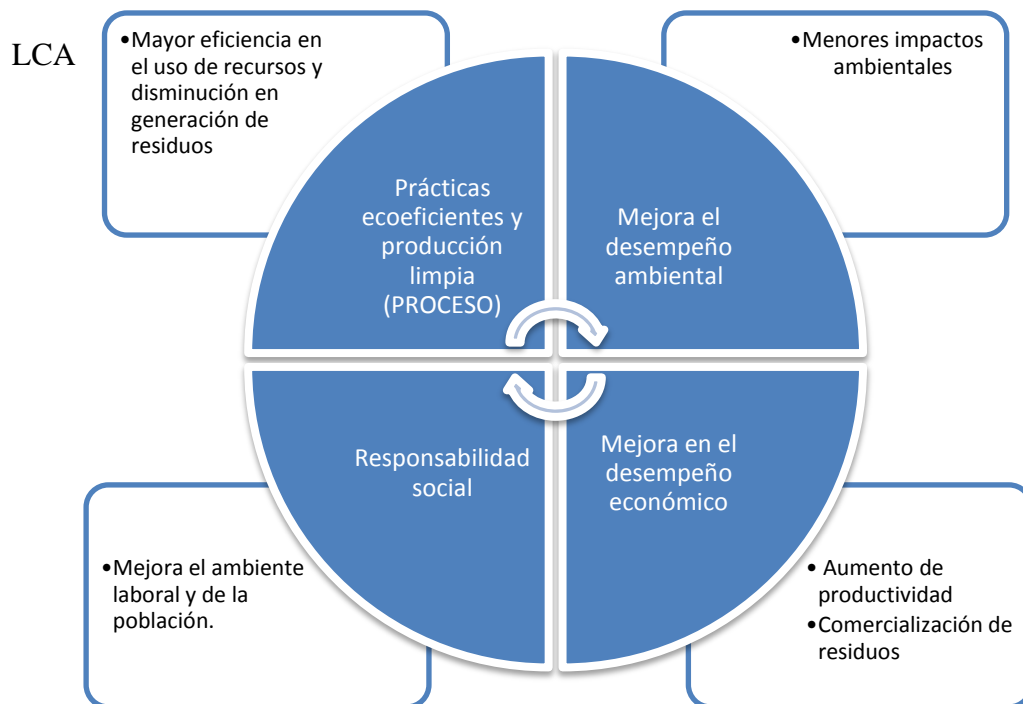 LCA
•Mayor eficiencia en
el uso de recursos y
disminución en
generación de
residuos
•Menores impactos
ambientales
Prácticas
ecoeficientes y
producción
limpia
(PROCESO)
Mejora el
desempeño
ambiental
Responsabilidad
social
Mejora en el
desempeño
económico
•Mejora el ambiente
laboral y de la
población.
• Aumento de
productividad
•Comercialización de
residuos